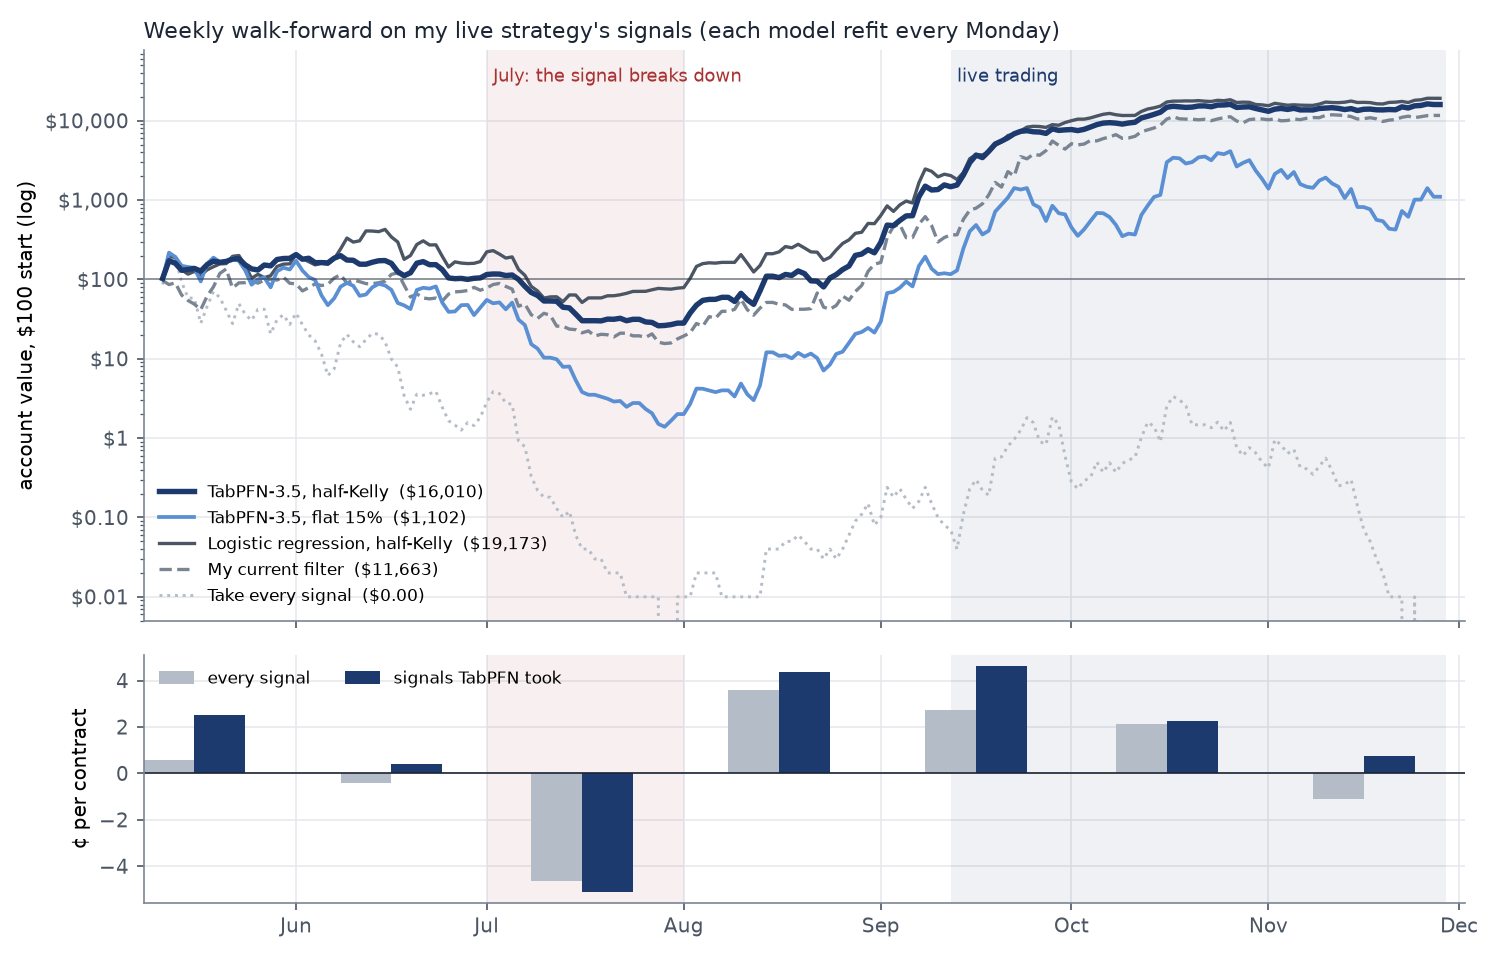 Weekly walk-forward on my live strategy's signals (each model refit every Monday)
July: the signal breaks down
live trading
account value, $100 start (log)
$10,000
$1,000
$100
$10
$1
$0.10
$0.01
TabPFN-3.5, half-Kelly ($16,010)
TabPFN-3.5, flat 15% ($1,102)
Logistic regression, half-Kelly ($19,173)
My current filter ($11,663)
Take every signal ($0.00)
every signal
signals TabPFN took
¢ per contract
4
2
0
−2
−4
Jun
Jul
Aug
Sep
Oct
Nov
Dec